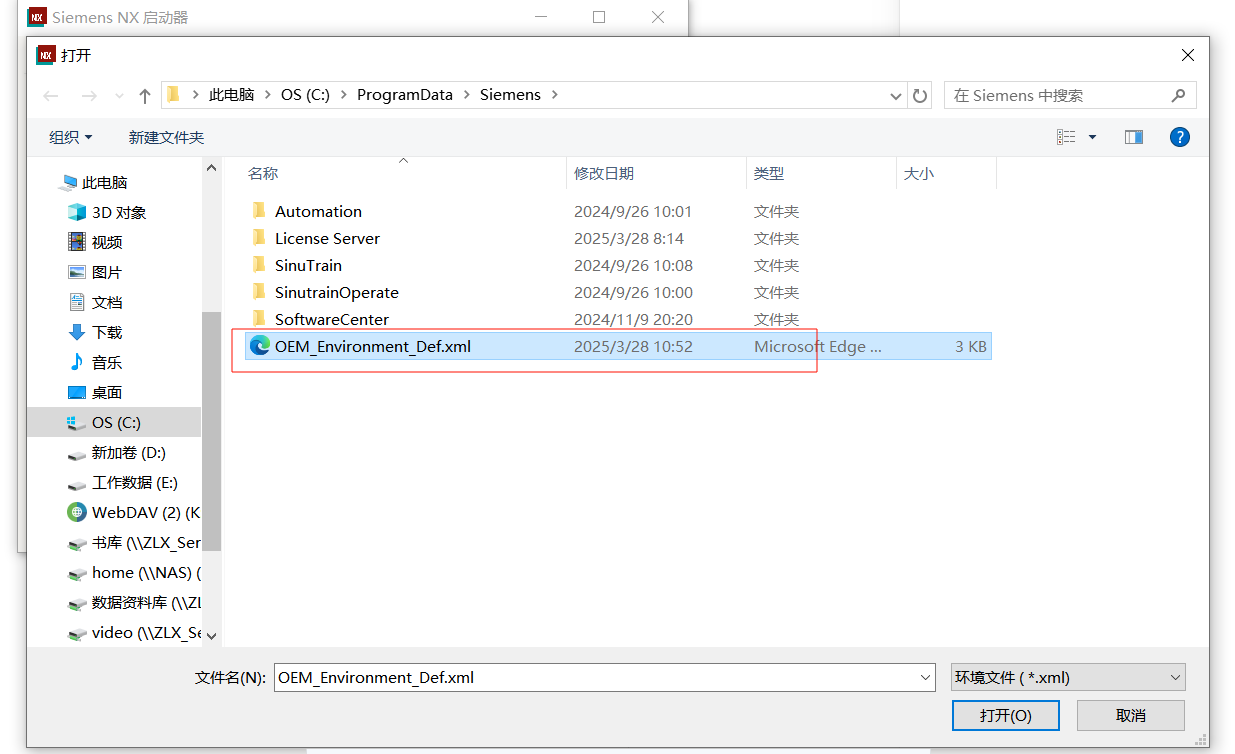 NX Siemens NX 启动器
NX 打开
此电脑 OS (C:) ProgramData Siemens 在 Siemens 中搜索
组织 新建文件夹 ?
名称 修改日期 类型 大小
此电脑
3D 对象
视频
图片
文档
下载
音乐
桌面
OS (C:)
新加卷 (D:)
工作数据 (E:)
WebDAV (2) (K
书库 (\\ZLX_Ser
home (\\NAS) (
数据资料库 (\\ZL
video (\\ZLX_Se
Automation 2024/9/26 10:01 文件夹
License Server 2025/3/28 8:14 文件夹
SinuTrain 2024/9/26 10:08 文件夹
SinutrainOperate 2024/9/26 10:00 文件夹
SoftwareCenter 2024/11/9 20:20 文件夹
OEM_Environment_Def.xml 2025/3/28 10:52 Microsoft Edge ... 3 KB
文件名(N): OEM_Environment_Def.xml 环境文件 ( *.xml)
打开(O) 取消